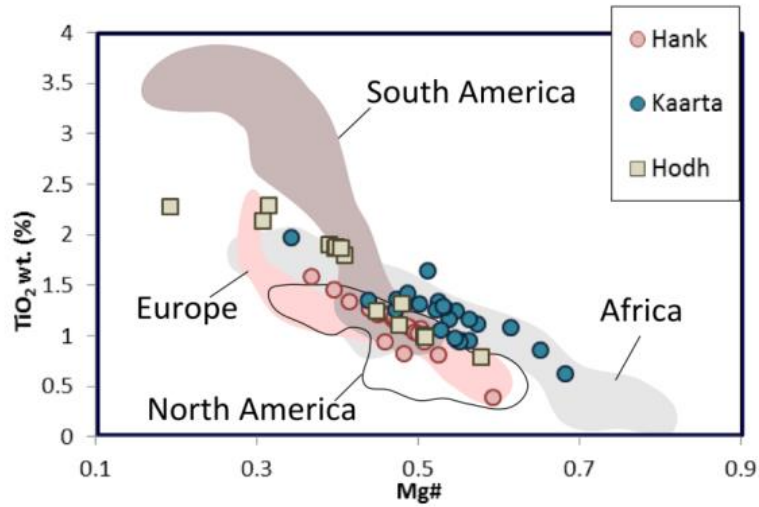 4
3.5
3
2.5
2
1.5
1
0.5
0
TiO2 wt. (%)
0.1
0.3
0.5
0.7
0.9
Mg#
South America
Europe
Africa
North America
Hank
Kaarta
Hodh